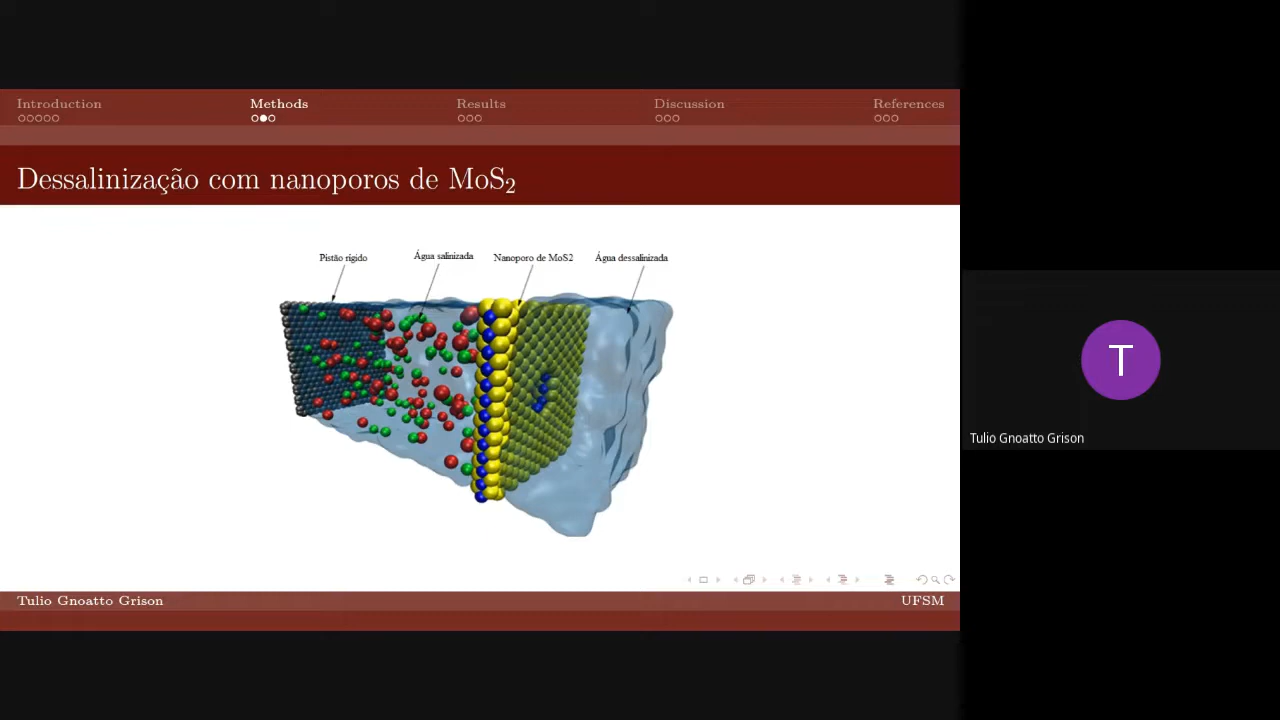 Introduction
Methods
Results
Discussion
References
Dessalinização com nanoporos de MoS₂
Pistão rígido
Água salinizada
Nanoporo de MoS2
Água dessalinizada
T
Tulio Gnoatto Grison
Tulio Gnoatto Grison
UFSM